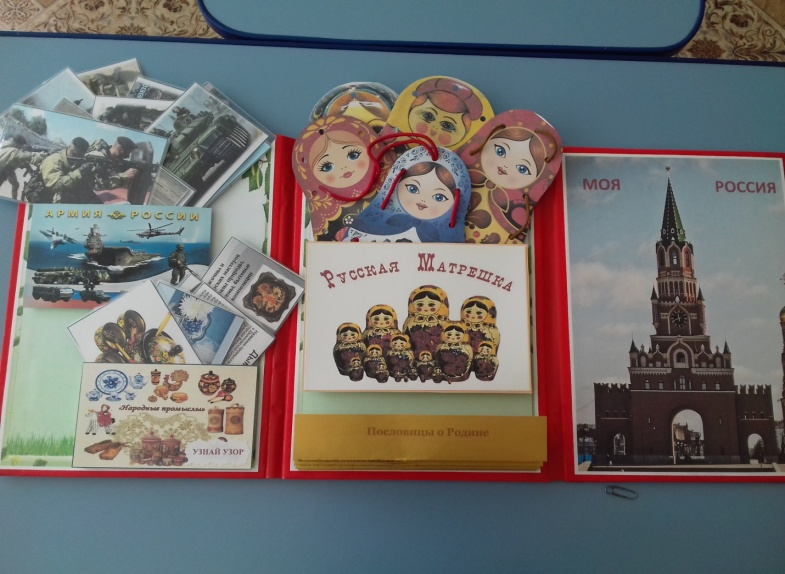 АРМИЯ РОССИИ
«Народные промыслы»
УЗНАЙ УЗОР
Русская Матрешка
Пословицы о Родине
МОЯ РОССИЯ